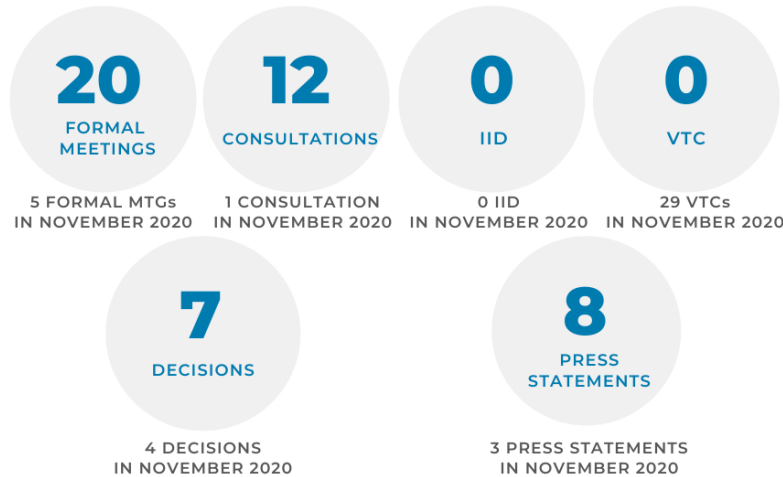 20
FORMAL
MEETINGS
5 FORMAL MTGs
IN NOVEMBER 2020
12
CONSULTATIONS
1 CONSULTATION
IN NOVEMBER 2020
0
IID
0 IID
IN NOVEMBER 2020
0
VTC
29 VTCs
IN NOVEMBER 2020
7
DECISIONS
4 DECISIONS
IN NOVEMBER 2020
8
PRESS
STATEMENTS
3 PRESS STATEMENTS
IN NOVEMBER 2020